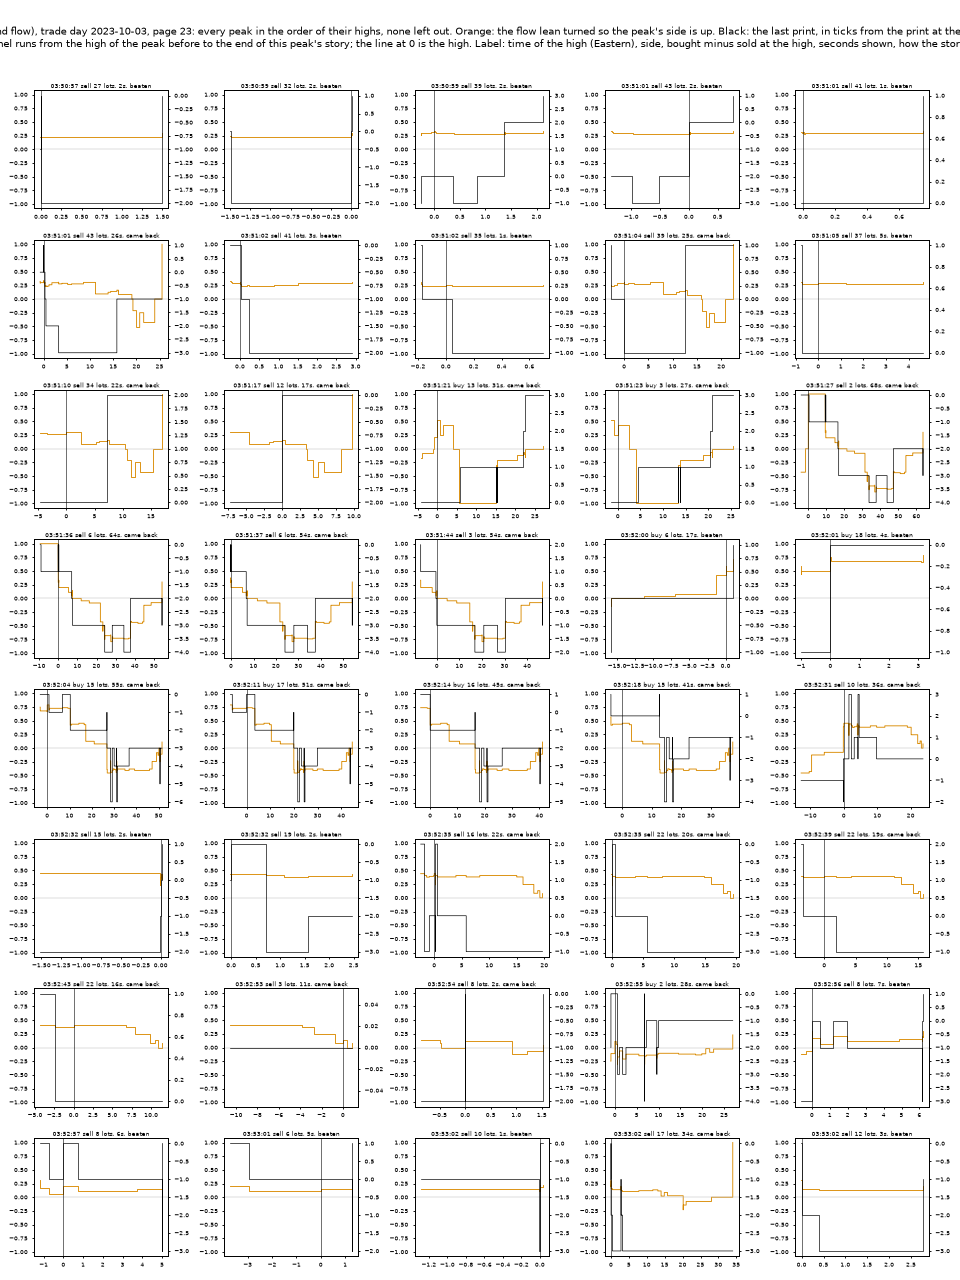 nd flow), trade day 2023-10-03, page 23: every peak in the order of their highs, none left out. Orange: the flow lean turned so the peak's side is up. Black: the last print, in ticks from the print at the
nel runs from the high of the peak before to the end of this peak's story; the line at 0 is the high. Label: time of the high (Eastern), side, bought minus sold at the high, seconds shown, how the stor
03:50:57 sell 27 lots. 2s. beaten
03:50:59 sell 32 lots. 2s. beaten
03:50:59 sell 39 lots. 2s. beaten
03:51:01 sell 43 lots. 2s. beaten
03:51:01 sell 41 lots. 1s. beaten
03:51:01 sell 43 lots. 26s. came back
03:51:02 sell 41 lots. 3s. beaten
03:51:02 sell 35 lots. 1s. beaten
03:51:04 sell 39 lots. 25s. came back
03:51:05 sell 37 lots. 5s. beaten
03:51:10 sell 34 lots. 22s. came back
03:51:17 sell 12 lots. 17s. came back
03:51:21 buy 13 lots. 31s. came back
03:51:23 buy 3 lots. 27s. came back
03:51:27 sell 2 lots. 68s. came back
03:51:36 sell 6 lots. 64s. came back
03:51:37 sell 6 lots. 54s. came back
03:51:44 sell 3 lots. 54s. came back
03:52:00 buy 6 lots. 17s. beaten
03:52:01 buy 18 lots. 4s. beaten
03:52:04 buy 15 lots. 55s. came back
03:52:11 buy 17 lots. 51s. came back
03:52:14 buy 16 lots. 45s. came back
03:52:18 buy 15 lots. 41s. came back
03:52:31 sell 10 lots. 36s. came back
03:52:32 sell 15 lots. 2s. beaten
03:52:32 sell 19 lots. 2s. beaten
03:52:35 sell 16 lots. 22s. came back
03:52:35 sell 22 lots. 20s. came back
03:52:39 sell 22 lots. 19s. came back
03:52:43 sell 22 lots. 16s. came back
03:52:53 sell 3 lots. 11s. came back
03:52:54 sell 8 lots. 2s. came back
03:52:55 buy 2 lots. 28s. came back
03:52:56 sell 8 lots. 7s. beaten
03:52:57 sell 8 lots. 6s. beaten
03:53:01 sell 6 lots. 5s. beaten
03:53:02 sell 10 lots. 1s. beaten
03:53:02 sell 17 lots. 34s. came back
03:53:02 sell 12 lots. 3s. beaten